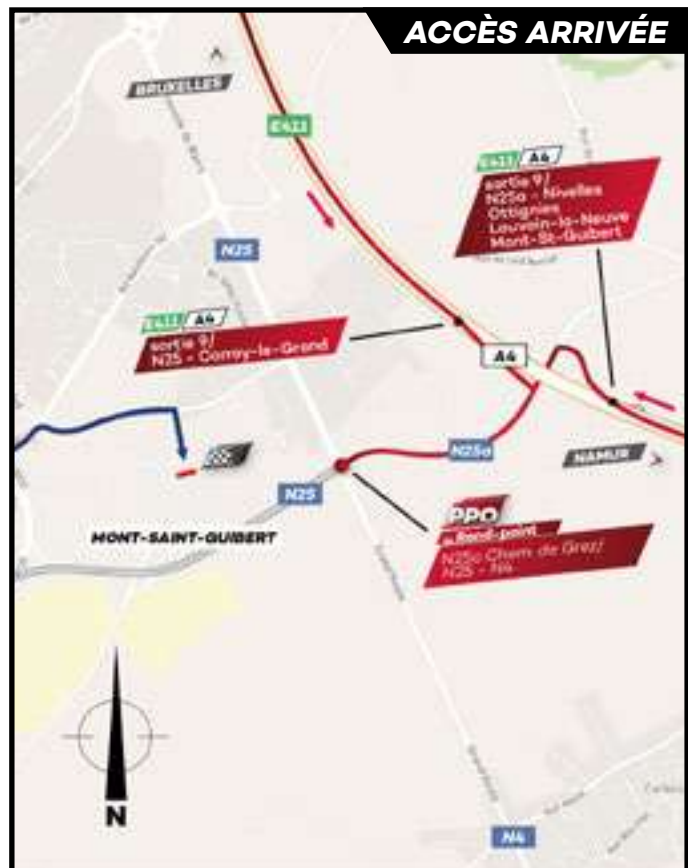 ACCÈS ARRIVÉE
BRUXELLES
E411
E411 A4
sortie 9/
N25a - Nivelles
Ottignies
Louvain-la-Neuve
Mont-St-Guibert
N25
E411 A4
sortie 9/
N25 - Corroy-le-Grand
A4
N25a
NAMUR
N25
MONT-SAINT-GUIBERT
PPO
Rond-point
N25a Chem. de Grez/
N25 - N4
N
N4